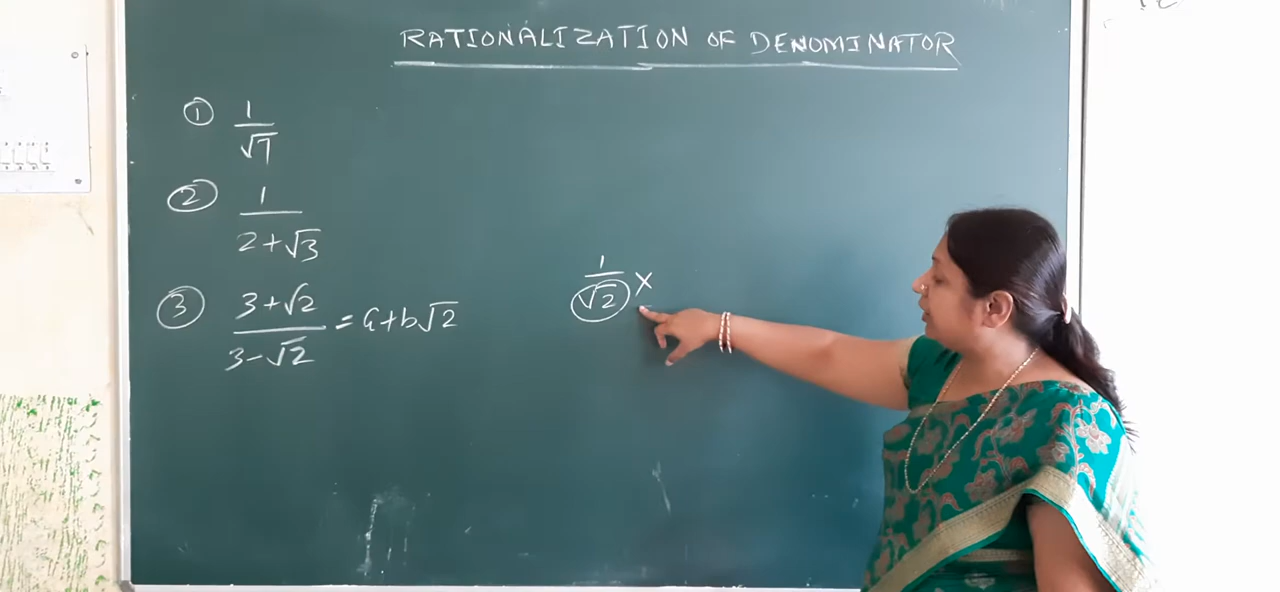 RATIONALIZATION OF DENOMINATOR
① 1/√7
② 1/(2+√3)
③ (3+√2)/(3-√2) = a+b√2
1/√2 ×